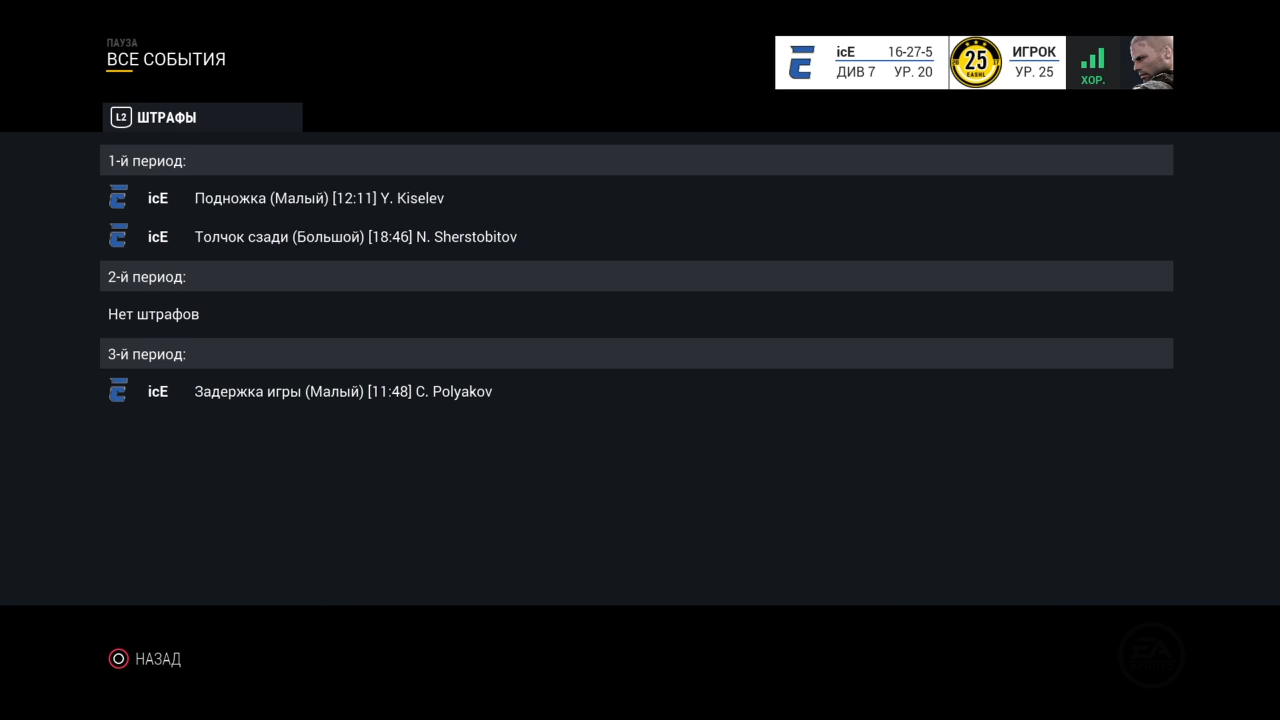 ПАУЗА
ВСЕ СОБЫТИЯ
icE 16-27-5
ДИВ 7 УР. 20
25
EASHL
ИГРОК
УР. 25
ХОР.
L2 ШТРАФЫ
1-й период:
icE Подножка (Малый) [12:11] Y. Kiselev
icE Толчок сзади (Большой) [18:46] N. Sherstobitov
2-й период:
Нет штрафов
3-й период:
icE Задержка игры (Малый) [11:48] C. Polyakov
НАЗАД
EA
SPORTS